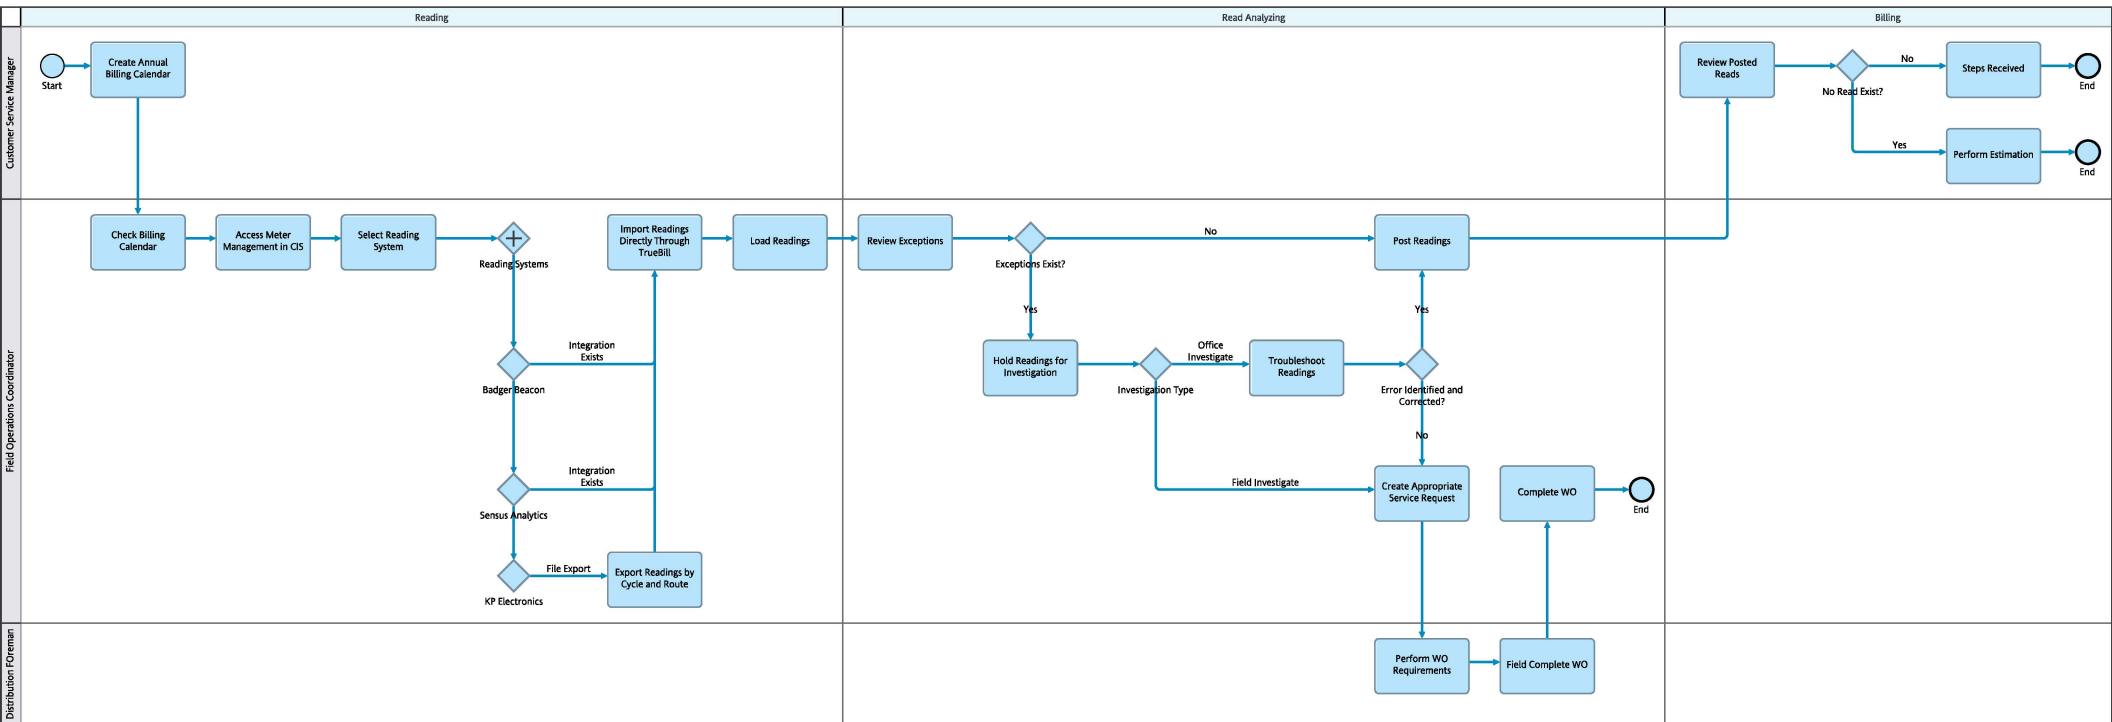 Reading
Read Analyzing
Billing
Customer Service Manager
Start
Create Annual
Billing Calendar
Review Posted
Reads
No Read Exist?
No
Steps Received
End
Yes
Perform Estimation
End
Field Operations Coordinator
Check Billing
Calendar
Access Meter
Management in CIS
Select Reading
System
Reading Systems
Import Readings
Directly Through
TrueBill
Load Readings
Integration
Exists
Badger Beacon
Integration
Exists
Sensus Analytics
File Export
KP Electronics
Export Readings by
Cycle and Route
Review Exceptions
Exceptions Exist?
No
Post Readings
Yes
Hold Readings for
Investigation
Investigation Type
Office
Investigate
Troubleshoot
Readings
Yes
Error Identified and
Corrected?
No
Field Investigate
Create Appropriate
Service Request
Complete WO
End
Distribution FOreman
Perform WO
Requirements
Field Complete WO